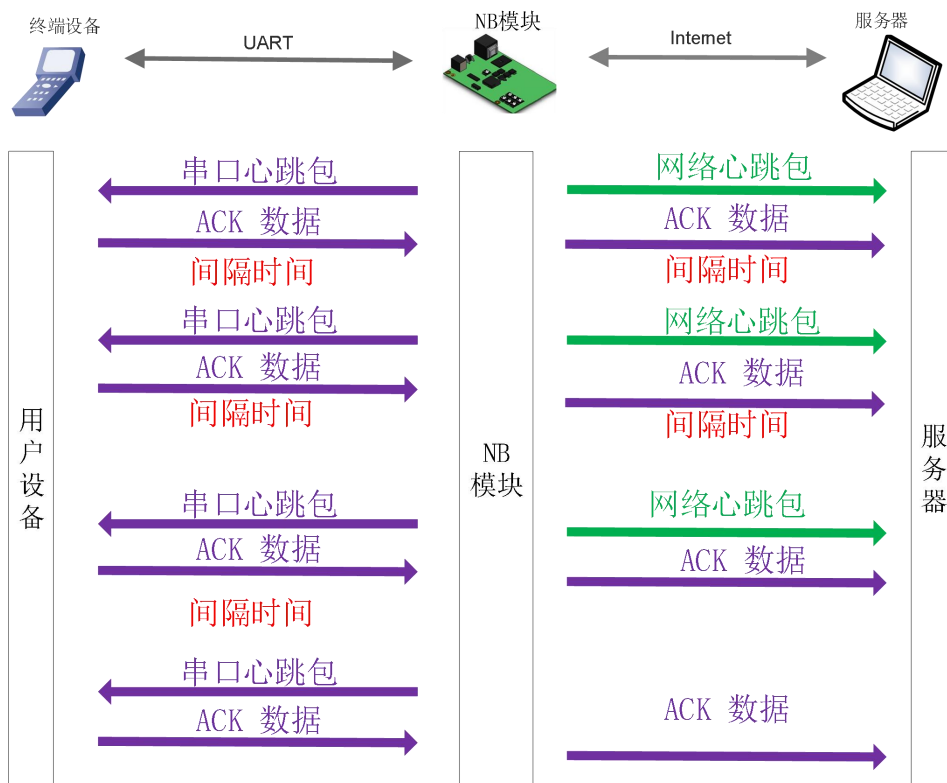 终端设备
UART
NB模块
Internet
服务器
串口心跳包
网络心跳包
ACK 数据
ACK 数据
间隔时间
间隔时间
串口心跳包
网络心跳包
ACK 数据
ACK 数据
间隔时间
间隔时间
用户设备
NB
模块
服务器
串口心跳包
网络心跳包
ACK 数据
ACK 数据
间隔时间
串口心跳包
ACK 数据
ACK 数据